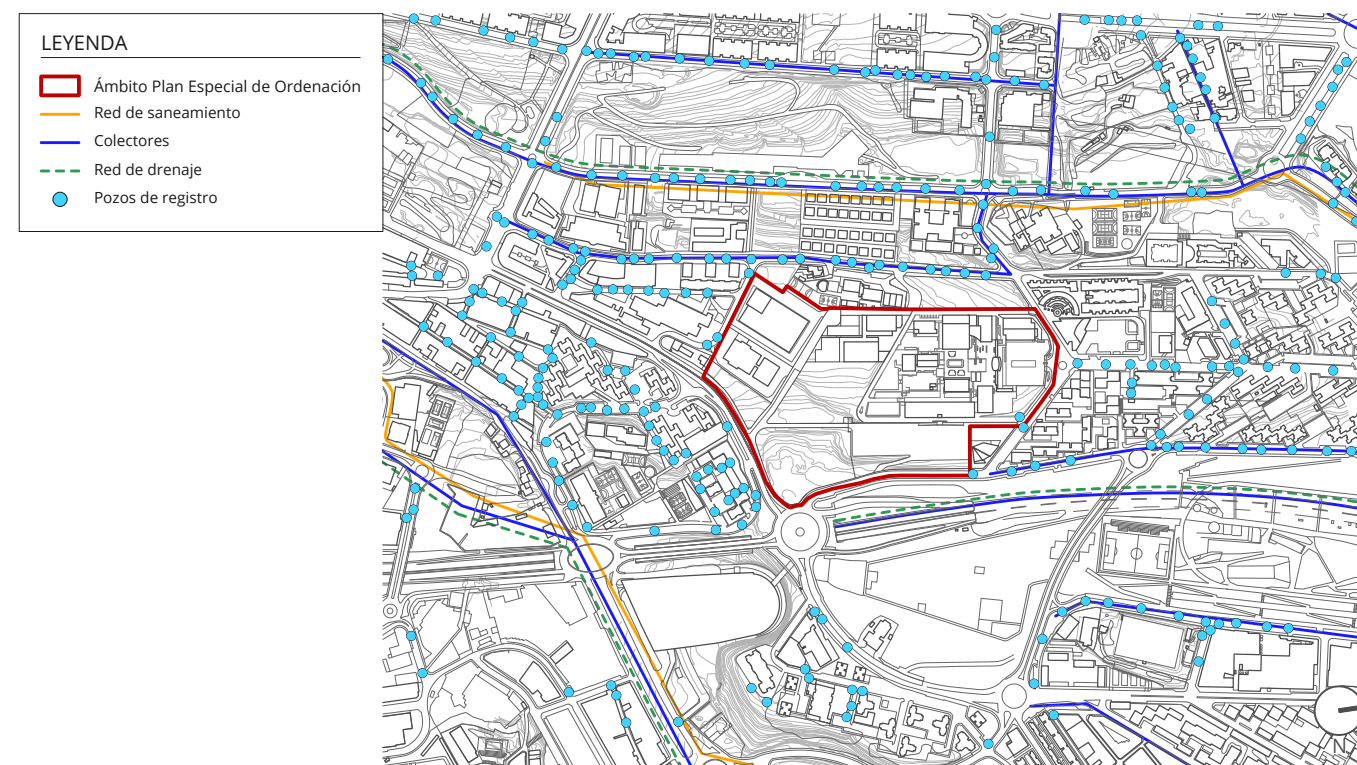 LEYENDA
Ámbito Plan Especial de Ordenación
Red de saneamiento
Colectores
Red de drenaje
Pozos de registro
N